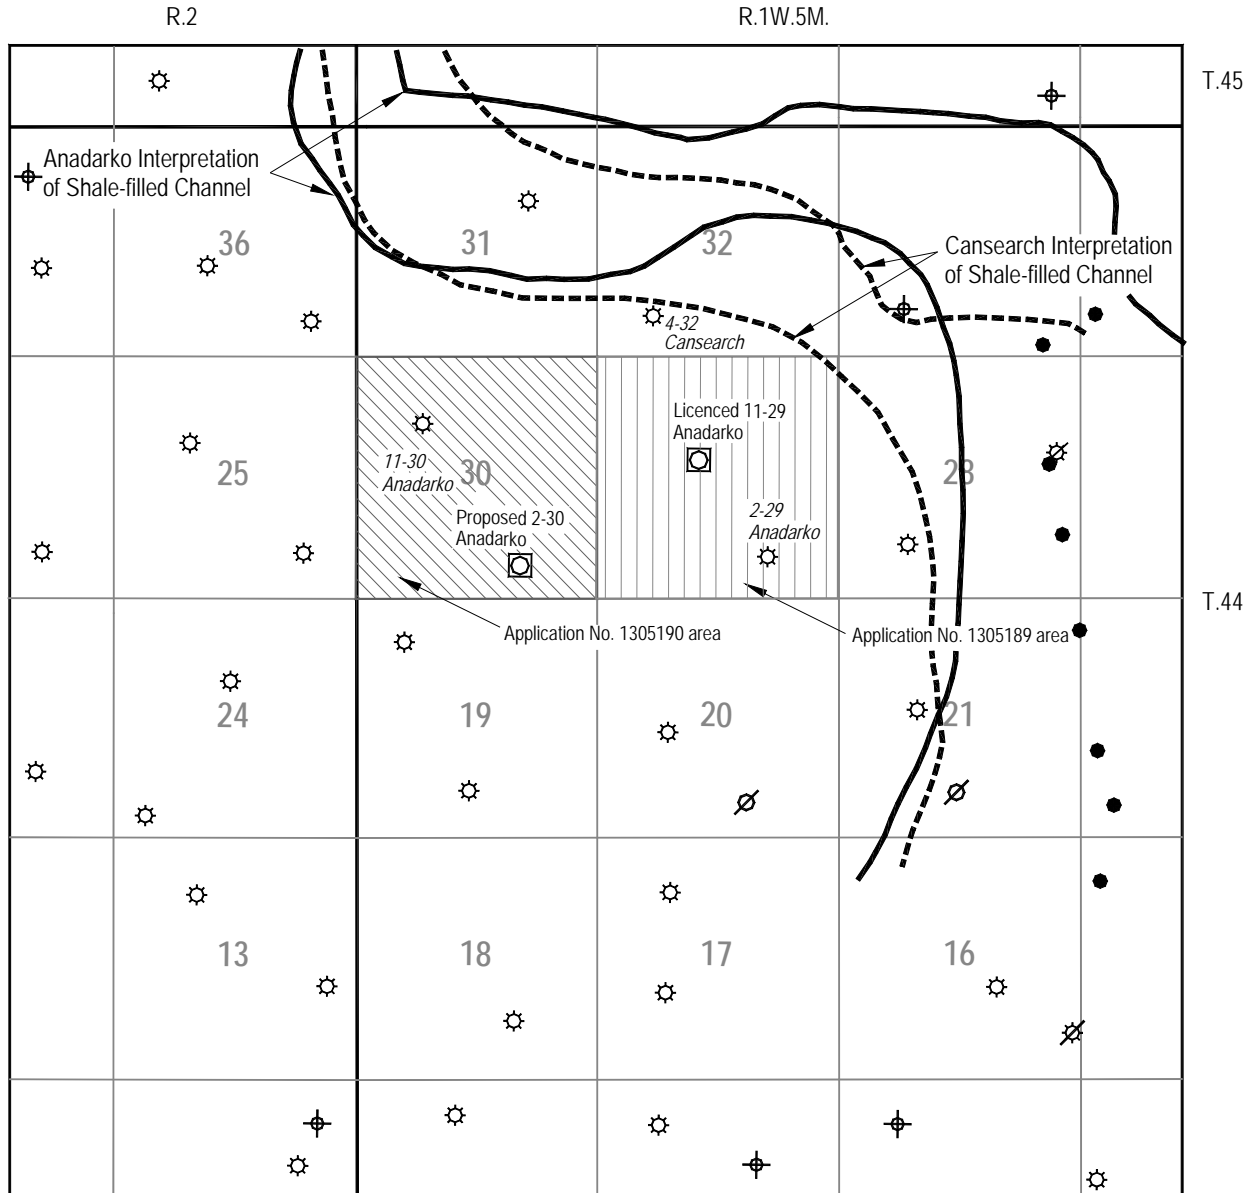 R.2
R.1W.5M.
T.45
Anadarko Interpretation
of Shale-filled Channel
36
31
32
Cansearch Interpretation
of Shale-filled Channel
4-32
Cansearch
Licenced 11-29
Anadarko
25
11-30
Anadarko
30
28
Proposed 2-30
Anadarko
2-29
Anadarko
T.44
Application No. 1305190 area
Application No. 1305189 area
24
19
20
21
13
18
17
16